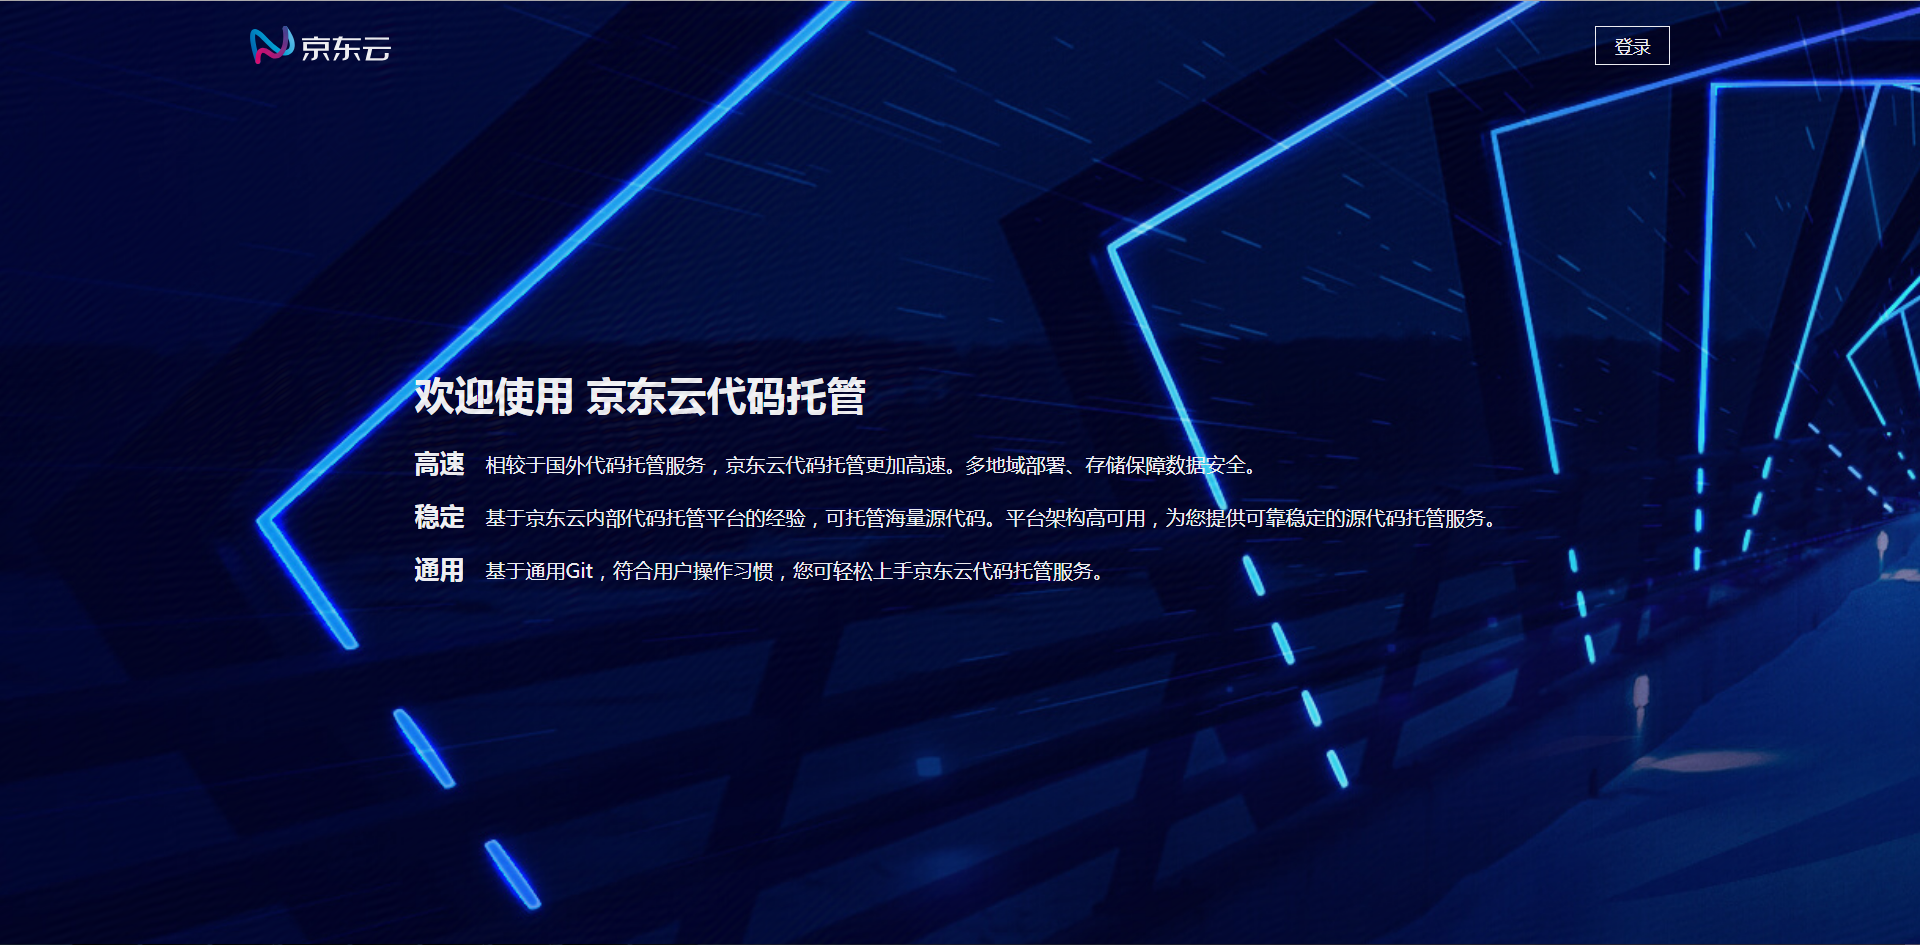 京东云
登录
欢迎使用 京东云代码托管
高速 相较于国外代码托管服务，京东云代码托管更加高速。多地域部署、存储保障数据安全。
稳定 基于京东云内部代码托管平台的经验，可托管海量源代码。平台架构高可用，为您提供可靠稳定的源代码托管服务。
通用 基于通用Git，符合用户操作习惯，您可轻松上手京东云代码托管服务。